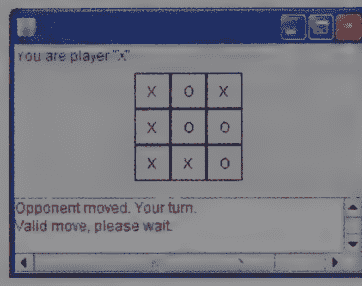 You are player "X"
X O X
X O O
X X O
Opponent moved. Your turn.
Valid move, please wait.